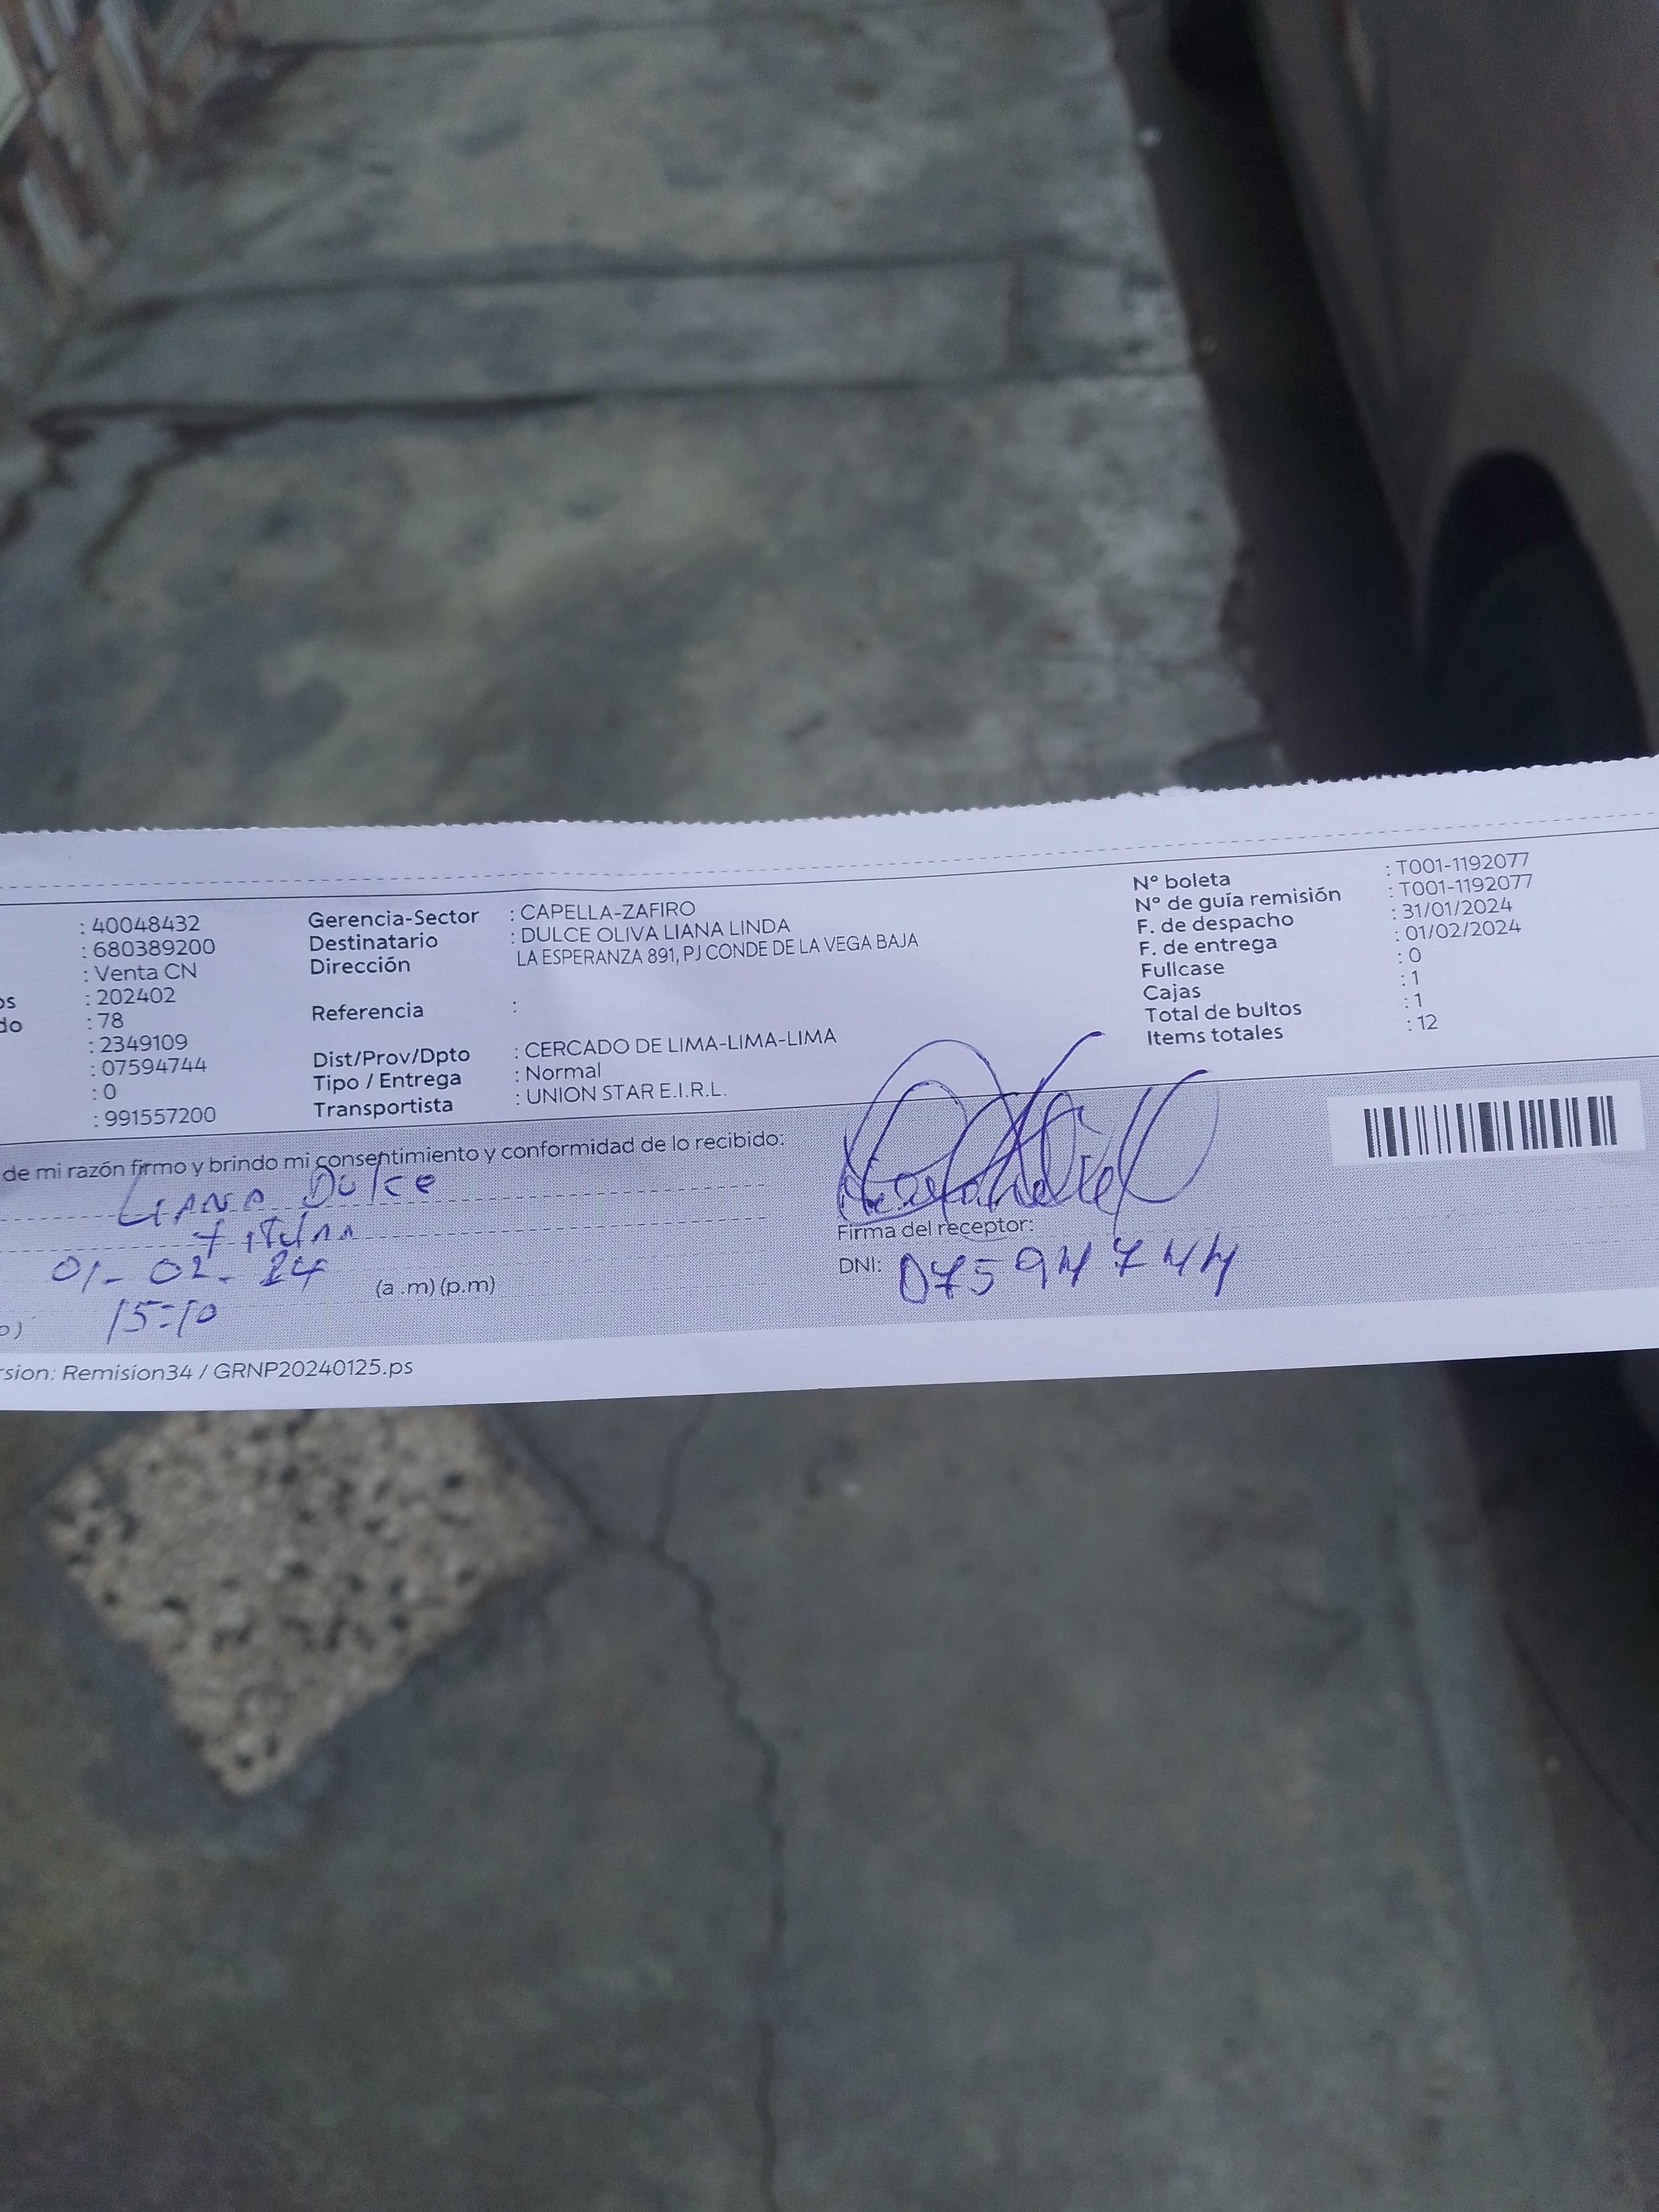 : 40048432
: 680389200
: Venta CN
os : 202402
do : 78
: 2349109
: 07594744
: 0
: 991557200
Gerencia-Sector : CAPELLA-ZAFIRO
Destinatario : DULCE OLIVA LIANA LINDA
Dirección LA ESPERANZA 891, PJ CONDE DE LA VEGA BAJA
Referencia :
Dist/Prov/Dpto : CERCADO DE LIMA-LIMA-LIMA
Tipo / Entrega : Normal
Transportista : UNION STAR E.I.R.L.
Nº boleta : T001-1192077
Nº de guía remisión : T001-1192077
F. de despacho : 31/01/2024
F. de entrega : 01/02/2024
Fullcase : 0
Cajas : 1
Total de bultos : 1
Items totales : 12
de mi razón firmo y brindo mi consentimiento y conformidad de lo recibido:
LIANA Dulce
01-02-24
15:10 (a .m) (p.m)
Firma del receptor:
DNI: 07594744
rsion: Remision34 / GRNP20240125.ps